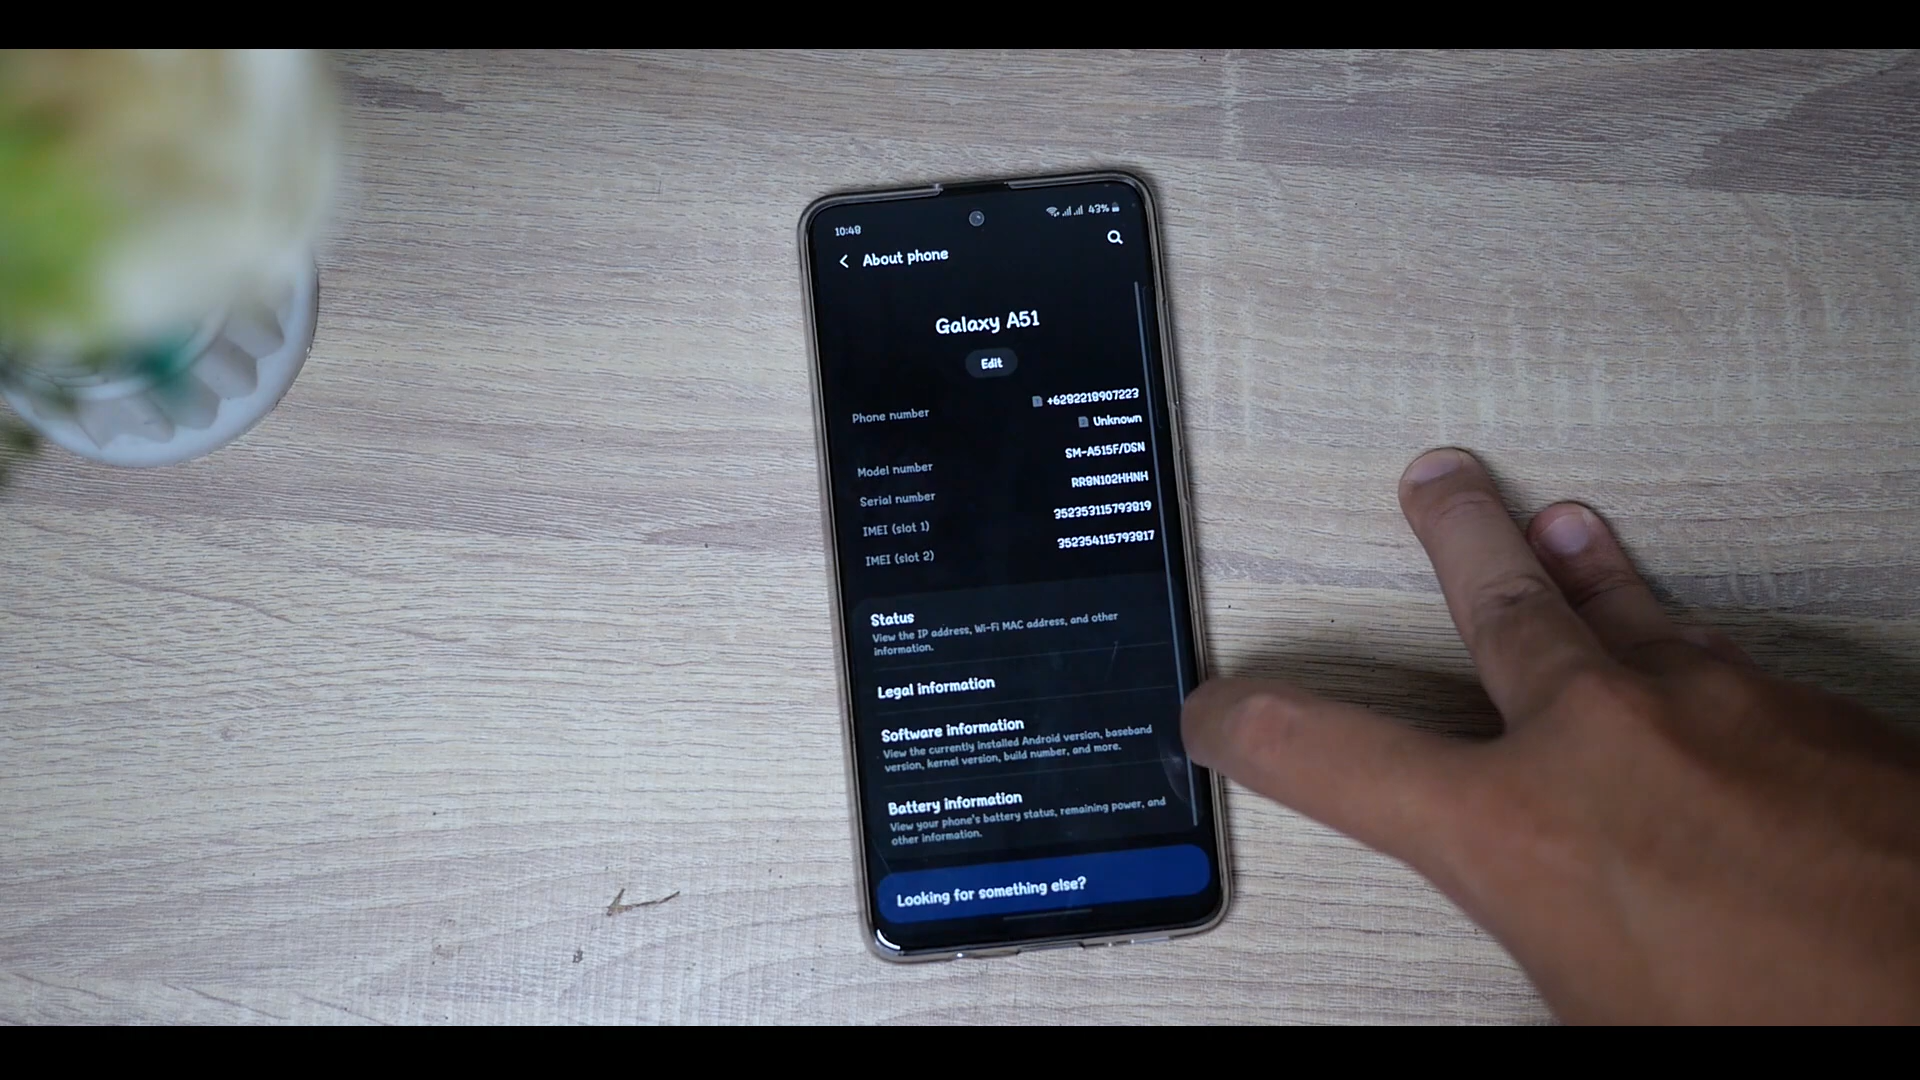 10:48
43%
About phone
Galaxy A51
Edit
Phone number
+6282218907223
Unknown
Model number
SM-A515F/DSN
Serial number
RR8N102HHNH
IMEI (slot 1)
352353115793819
IMEI (slot 2)
352354115793817
Status
View the IP address, Wi-Fi MAC address, and other
information.
Legal information
Software information
View the currently installed Android version, baseband
version, kernel version, build number, and more.
Battery information
View your phone's battery status, remaining power, and
other information.
Looking for something else?